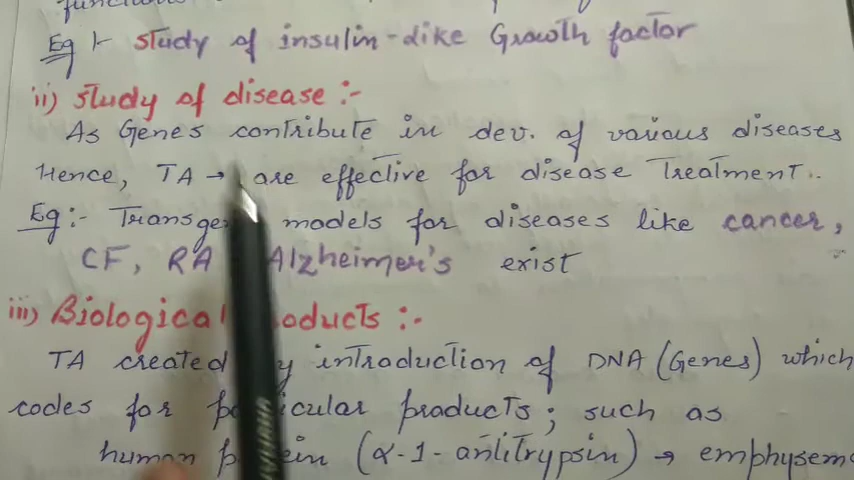 Eg :- Study of insulin-like Growth factor
ii) Study of disease :-
As Genes contribute in dev. of various diseases
Hence, TA → are effective for disease Treatment..
Eg:- models for diseases like cancer,
CF, RA Alzheimer's exist
iii) Biological :-
TA created introduction of DNA (Genes) which
codes for products; such as
human (α-1-antitrypsin) →